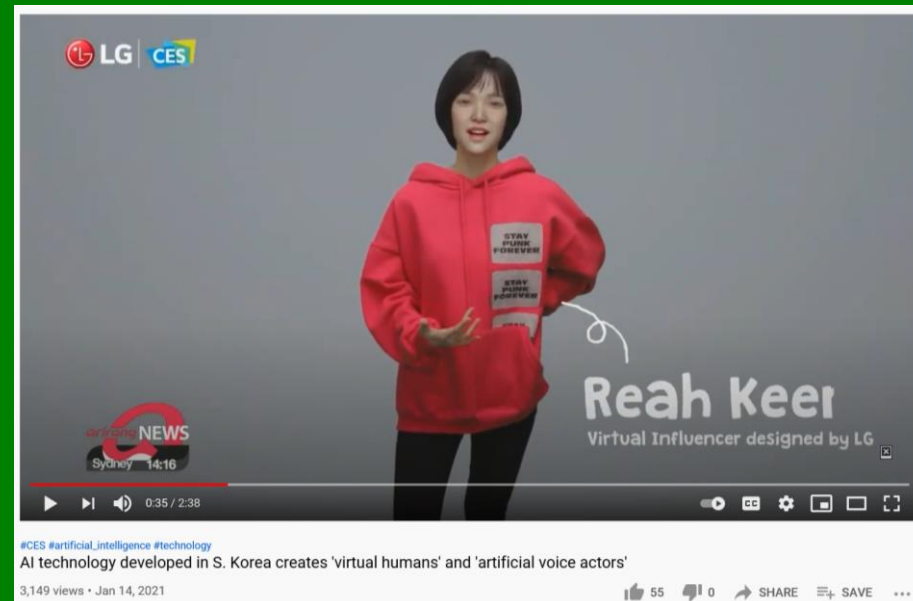 LG CES
STAY
PUNK
FOREVER
STAY
PUNK
FOREVER
Reah Keer
Virtual Influencer designed by LG
arirang NEWS
Sydney 14:16
0:35 / 2:38
CC
#CES #artificial_intelligence #technology
AI technology developed in S. Korea creates 'virtual humans' and 'artificial voice actors'
3,149 views • Jan 14, 2021
55 0 SHARE SAVE